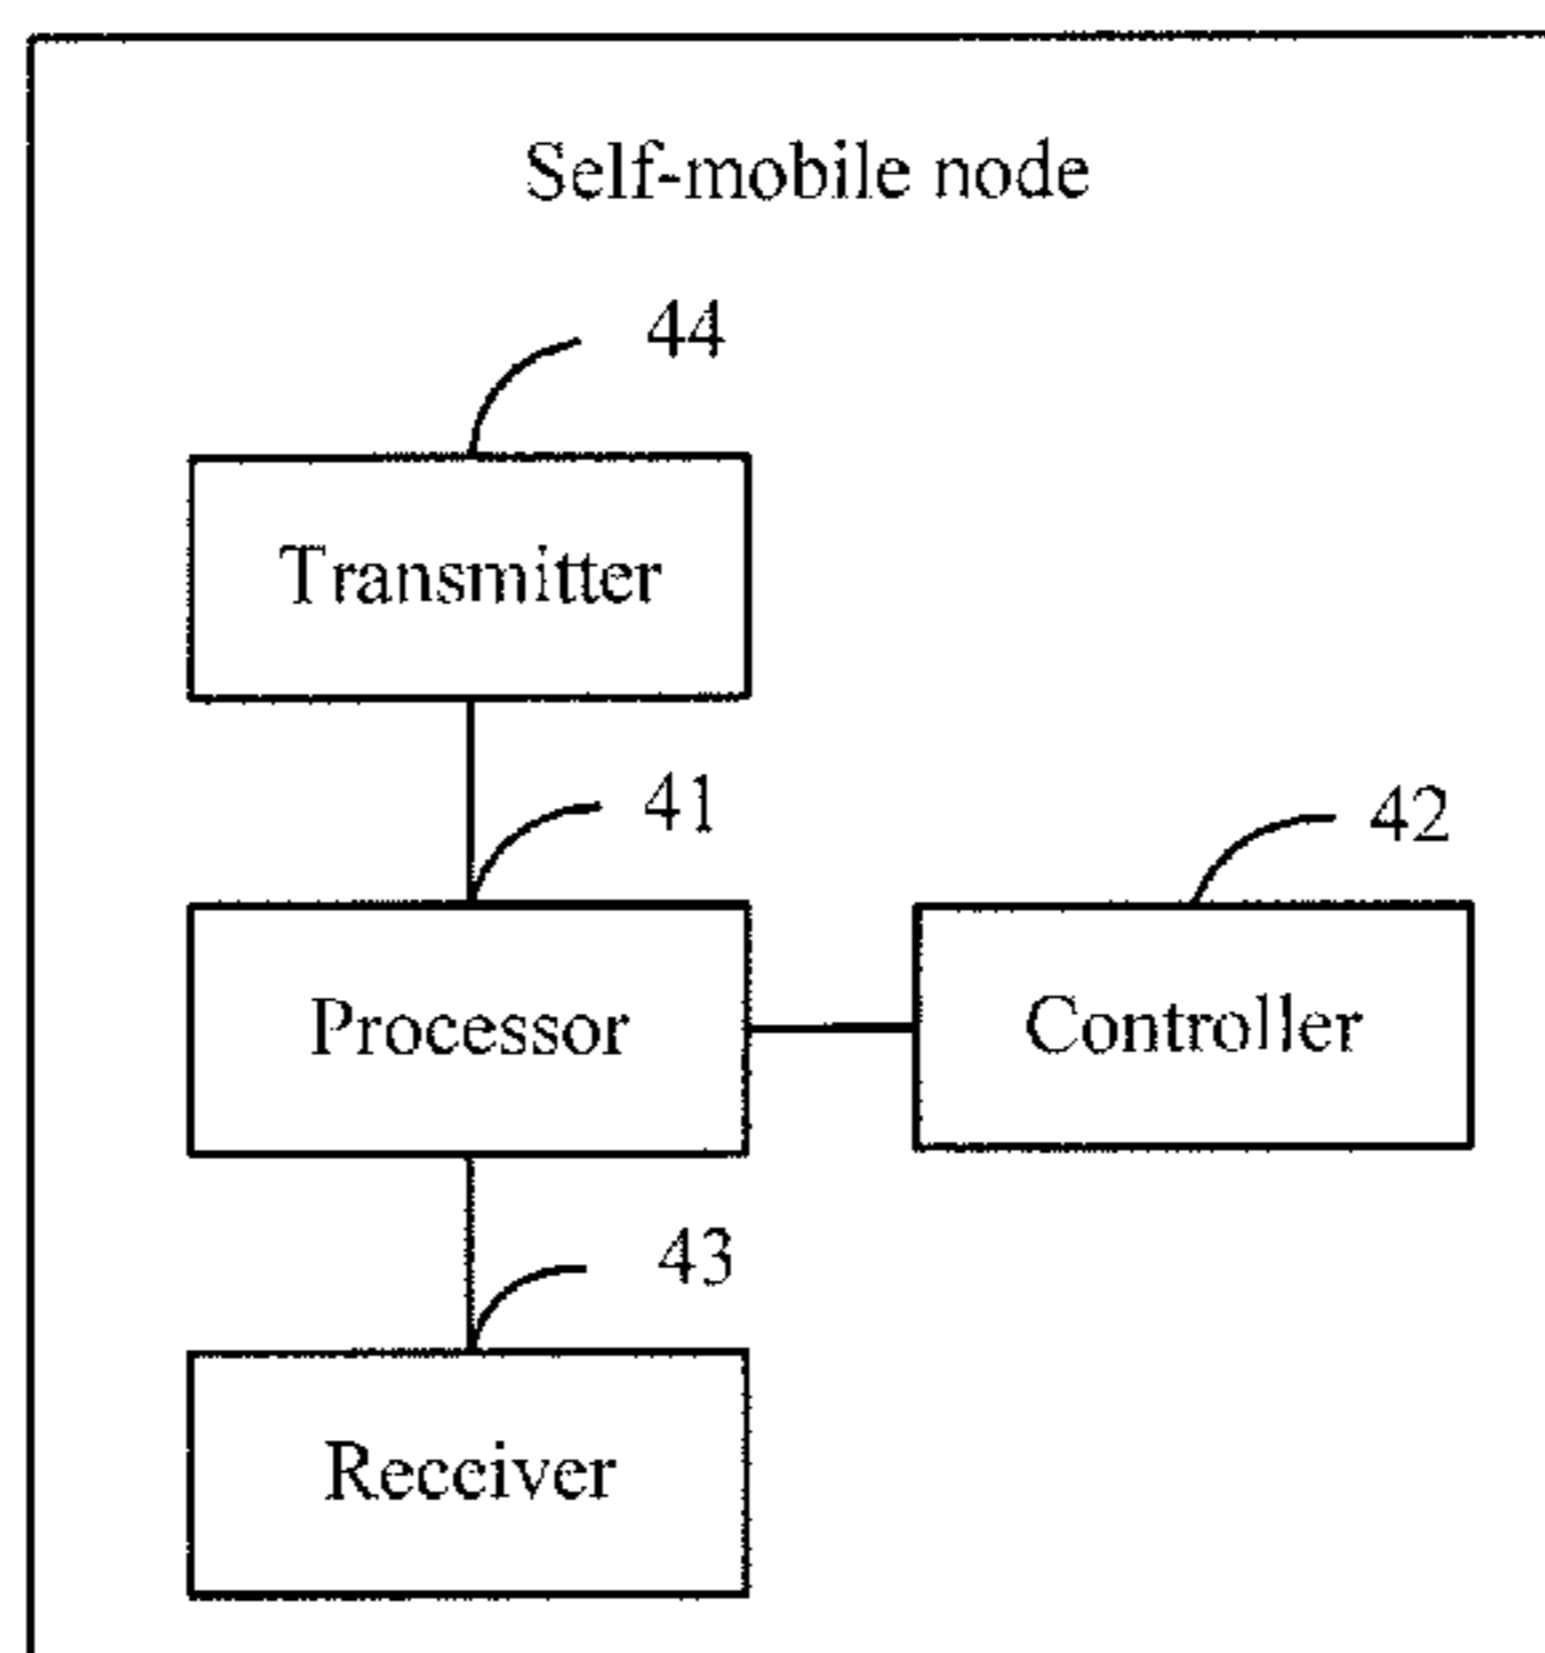 Self-mobile node
44
Transmitter
41
42
Processor
Controller
43
Receiver